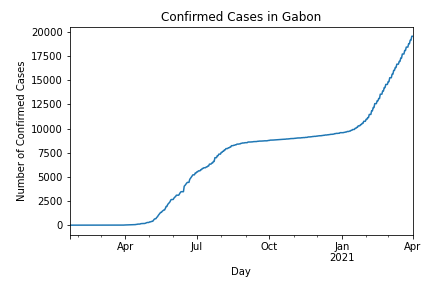 Confirmed Cases in Gabon
Number of Confirmed Cases
20000
17500
15000
12500
10000
7500
5000
2500
0
Apr
Jul
Oct
Jan
2021
Apr
Day